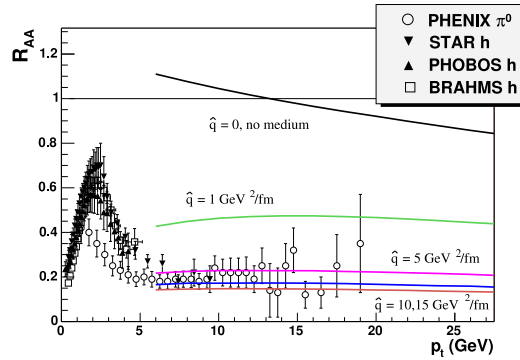 R_AA
1.2
1
0.8
0.6
0.4
0.2
0
PHENIX π⁰
STAR h
PHOBOS h
BRAHMS h
q̂ = 0, no medium
q̂ = 1 GeV ²/fm
q̂ = 5 GeV ²/fm
q̂ = 10,15 GeV ²/fm
0 5 10 15 20 25
p_t (GeV)